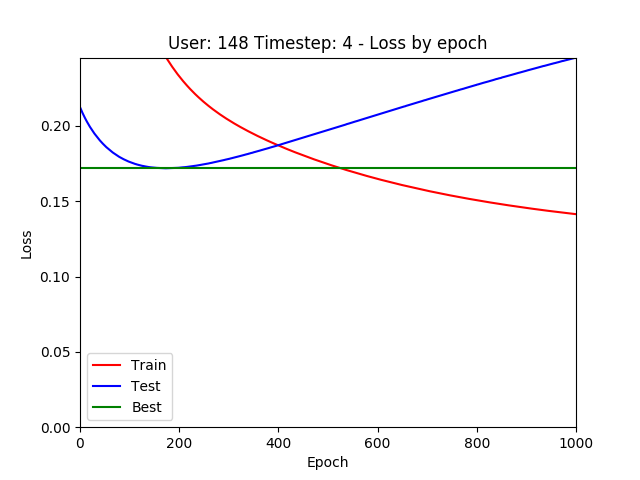 User: 148 Timestep: 4 - Loss by epoch
Loss
0.20
0.15
0.10
0.05
0.00
Train
Test
Best
0 200 400 600 800 1000
Epoch